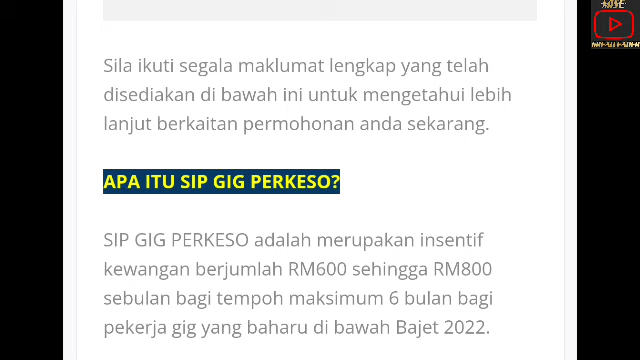 Sila ikuti segala maklumat lengkap yang telah
disediakan di bawah ini untuk mengetahui lebih
lanjut berkaitan permohonan anda sekarang.
APA ITU SIP GIG PERKESO?
SIP GIG PERKESO adalah merupakan insentif
kewangan berjumlah RM600 sehingga RM800
sebulan bagi tempoh maksimum 6 bulan bagi
pekerja gig yang baharu di bawah Bajet 2022.